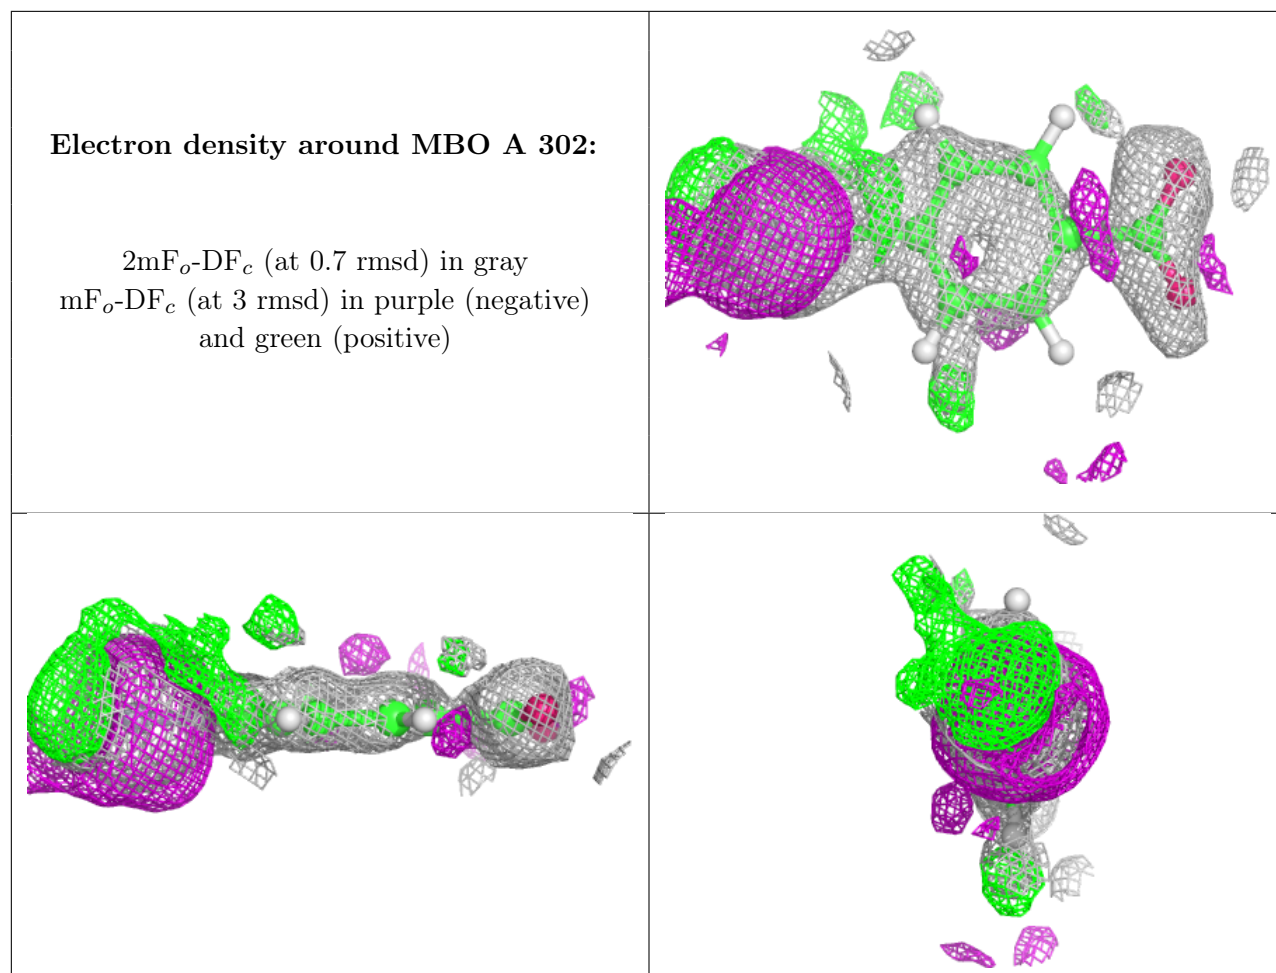 Electron density around MBO A 302:
2mFo-DFc (at 0.7 rmsd) in gray
mFo-DFc (at 3 rmsd) in purple (negative)
and green (positive)